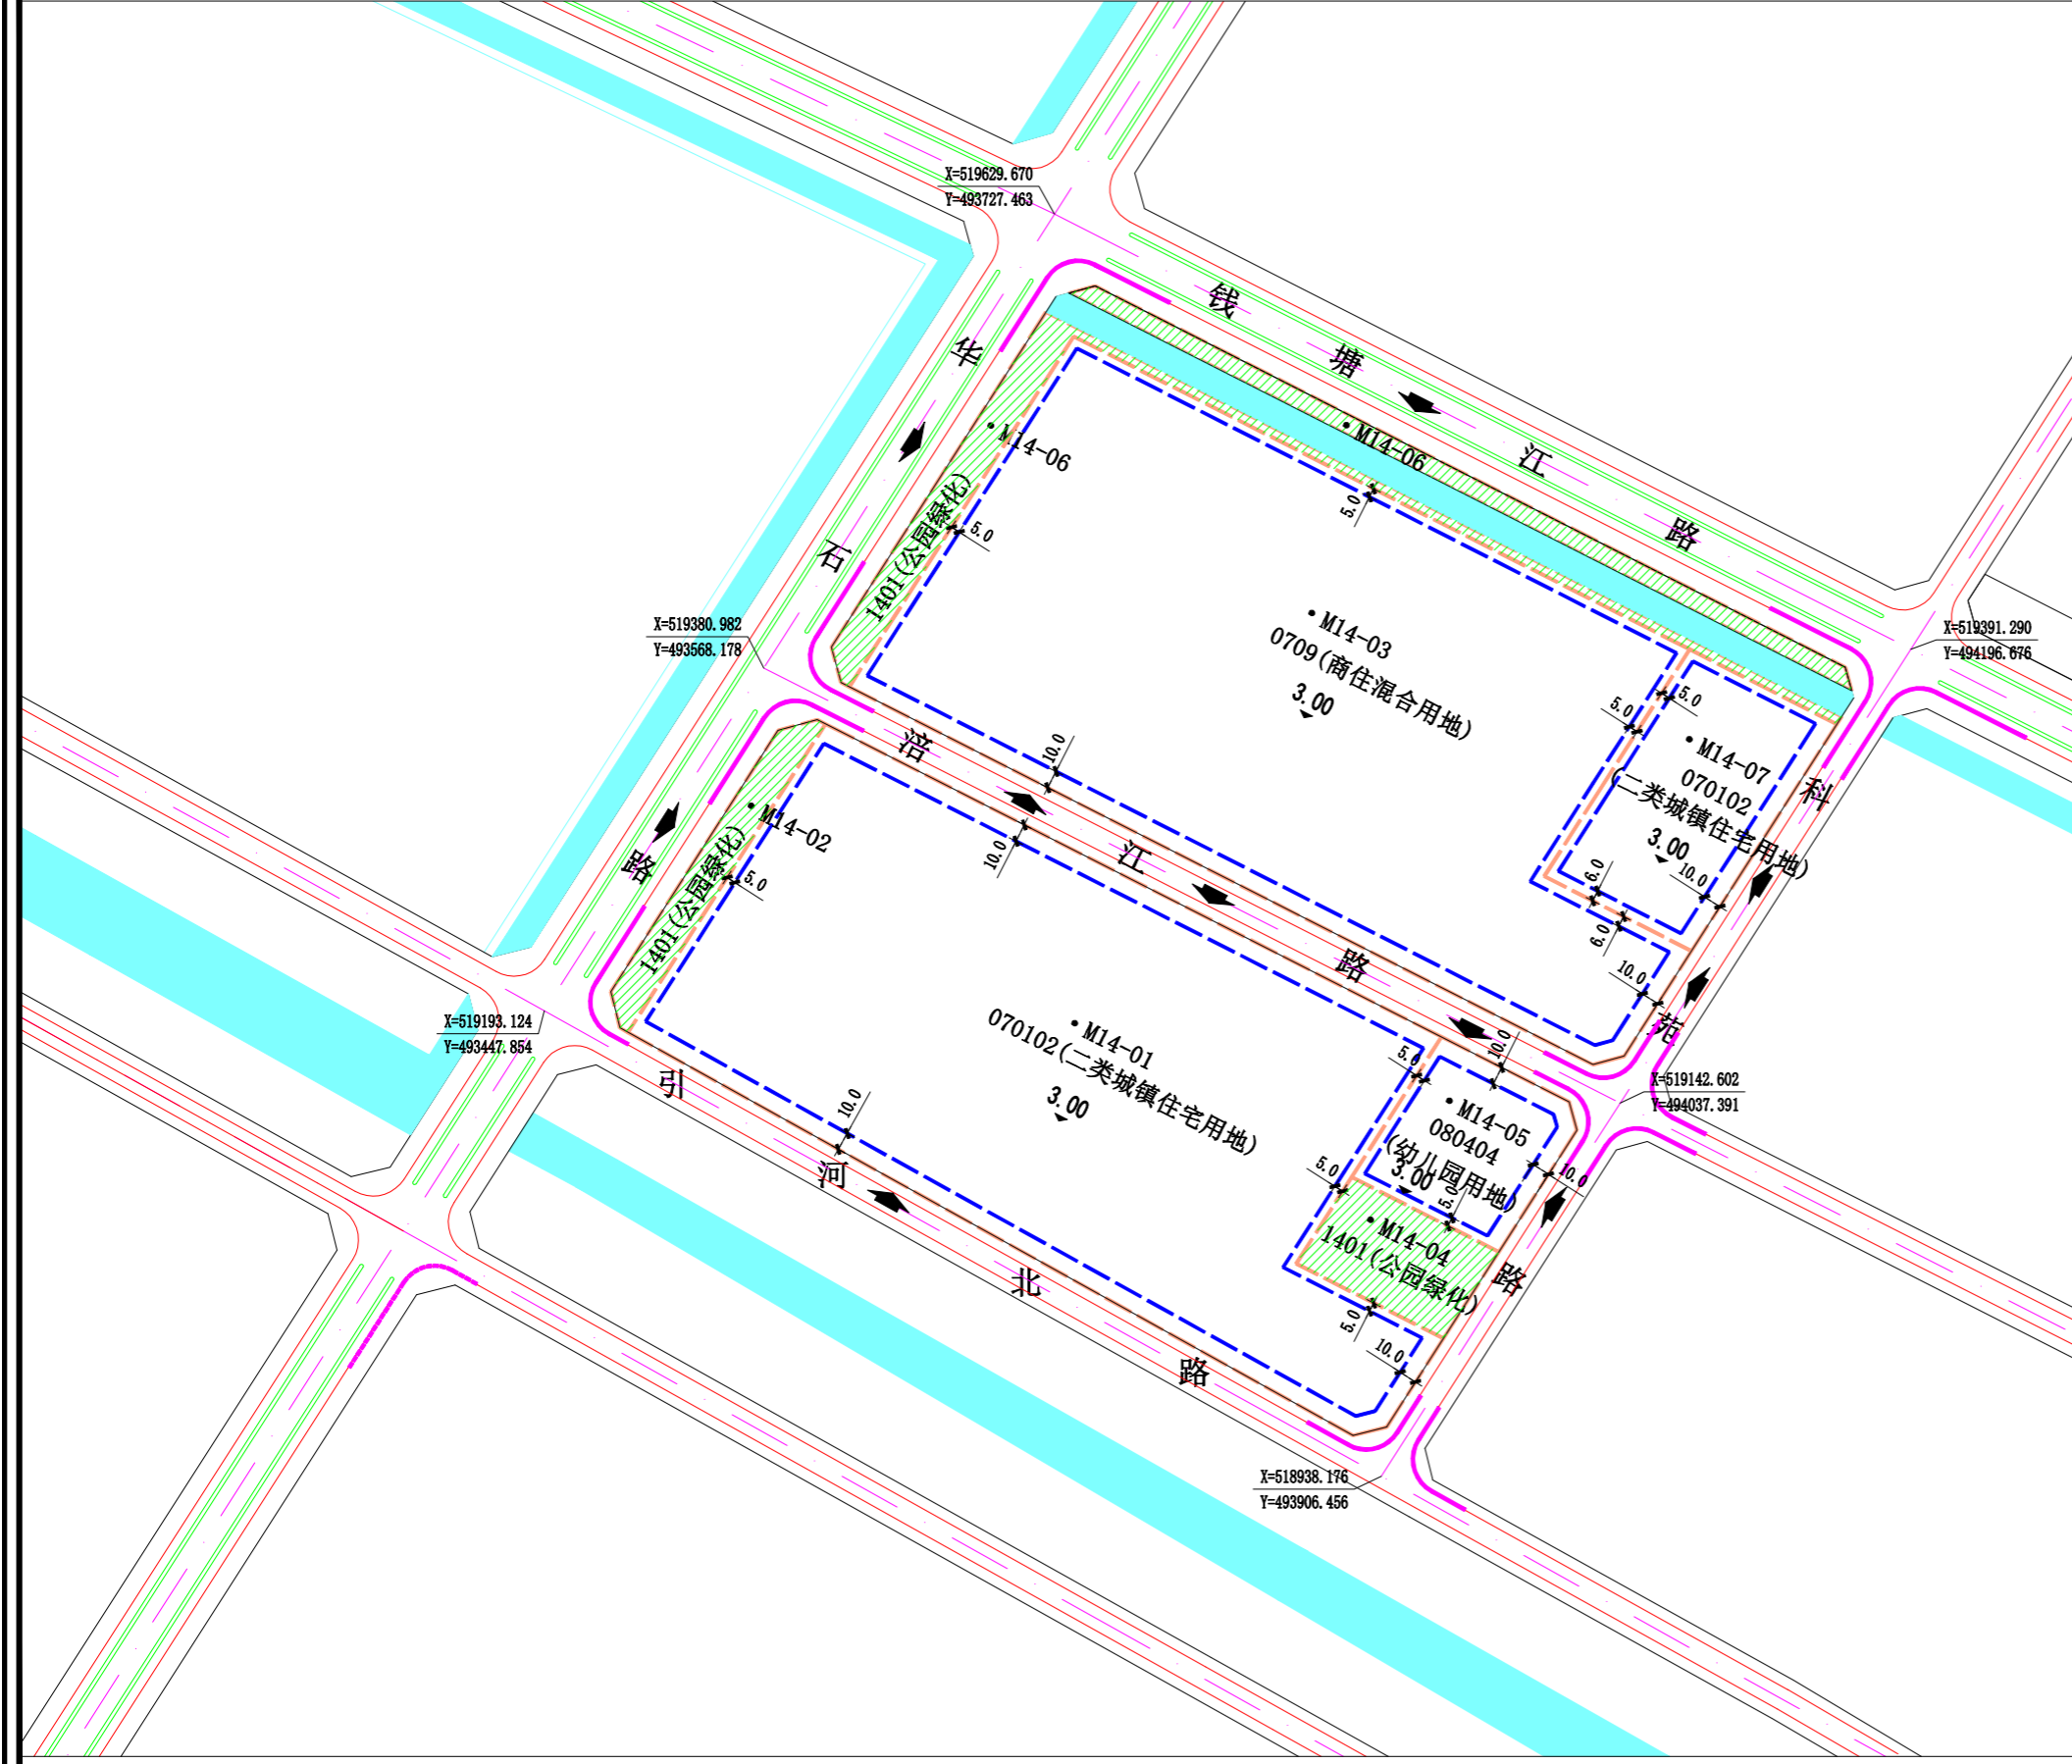 X=519629.670
Y=493727.463
钱塘江路
华石路
M14-06
1401(公园绿化)
5.0
M14-06
5.0
X=519380.982
Y=493568.178
X=519391.290
Y=494196.676
M14-03
0709(商住混合用地)
3.00
5.0
5.0
M14-07
070102
(二类城镇住宅用地)
3.00
10.0
6.0
6.0
10.0
科苑路
涪江路
10.0
10.0
M14-02
1401(公园绿化)
5.0
X=519193.124
Y=493447.854
M14-01
070102(二类城镇住宅用地)
3.00
10.0
引河北路
5.0
10.0
M14-05
080404
(幼儿园用地)
3.00
5.0
5.0
10.0
X=519142.602
Y=494037.391
M14-04
1401(公园绿化)
5.0
10.0
X=518938.176
Y=493906.456